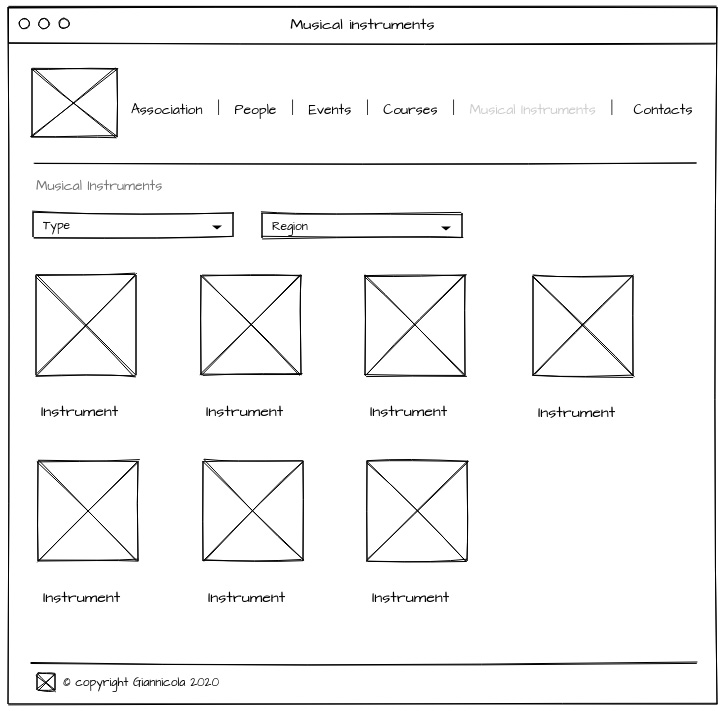 Musical instruments
Association | People | Events | Courses | Musical Instruments | Contacts
Musical Instruments
Type Region
Instrument Instrument Instrument Instrument
Instrument Instrument Instrument
© copyright Giannicola 2020